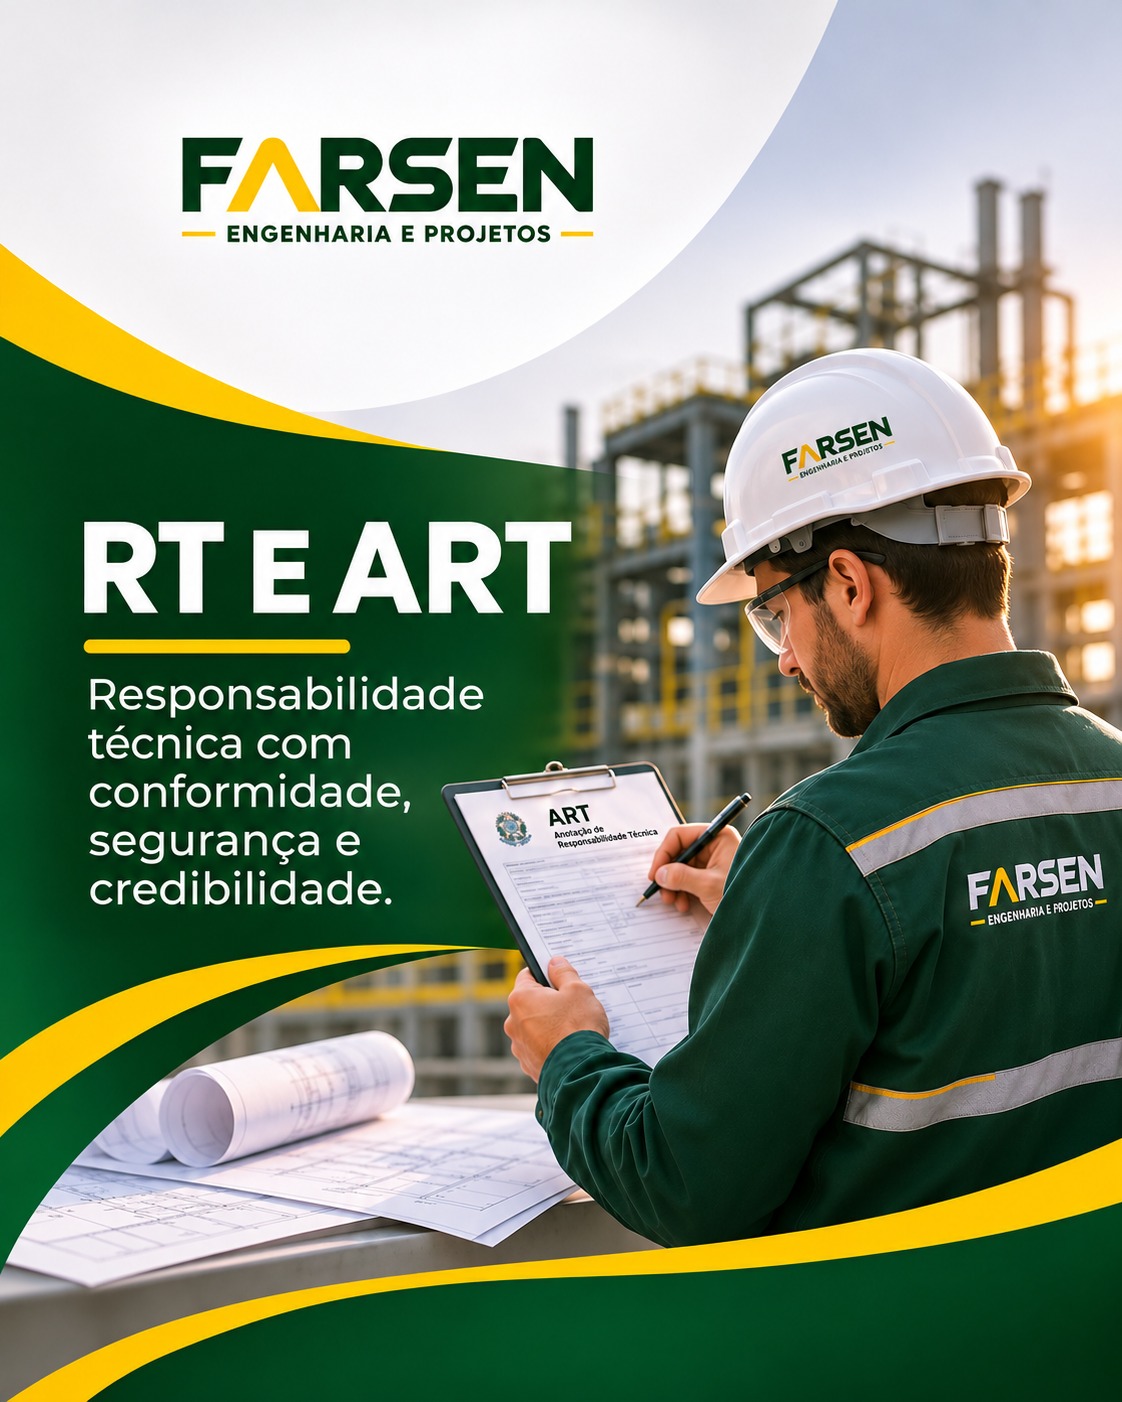 FARSEN
ENGENHARIA E PROJETOS
RT E ART
Responsabilidade
técnica com
conformidade,
segurança e
credibilidade.
FARSEN
ENGENHARIA E PROJETOS
ART
Anotação de
Responsabilidade Técnica
FARSEN
ENGENHARIA E PROJETOS